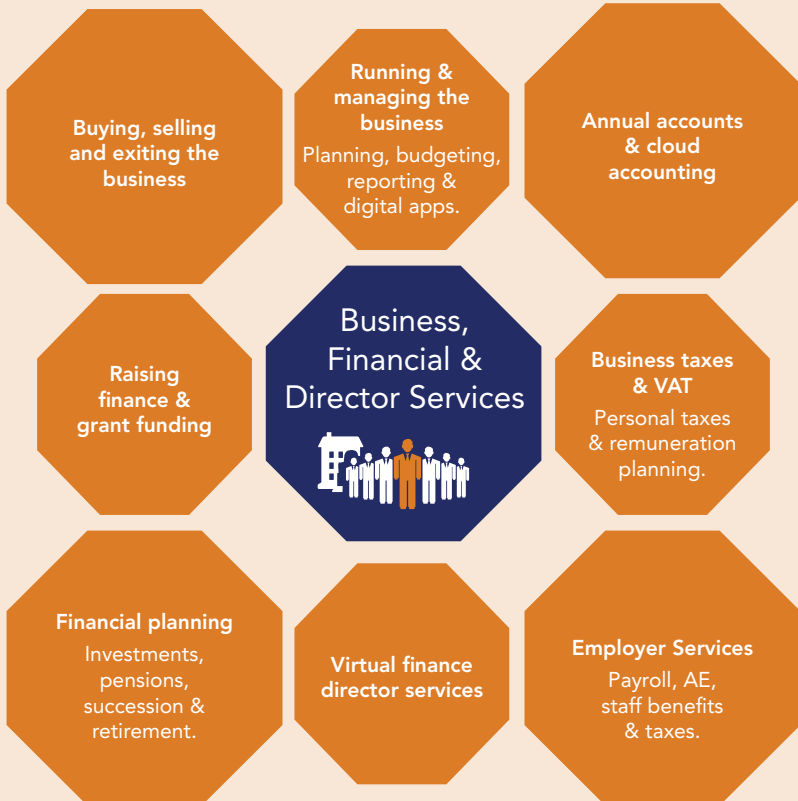 Buying, selling
and exiting the
business
Running &
managing the
business
Planning, budgeting,
reporting &
digital apps.
Annual accounts
& cloud
accounting
Raising
finance &
grant funding
Business,
Financial &
Director Services
Business taxes
& VAT
Personal taxes
& remuneration
planning.
Financial planning
Investments,
pensions,
succession &
retirement.
Virtual finance
director services
Employer Services
Payroll, AE,
staff benefits
& taxes.